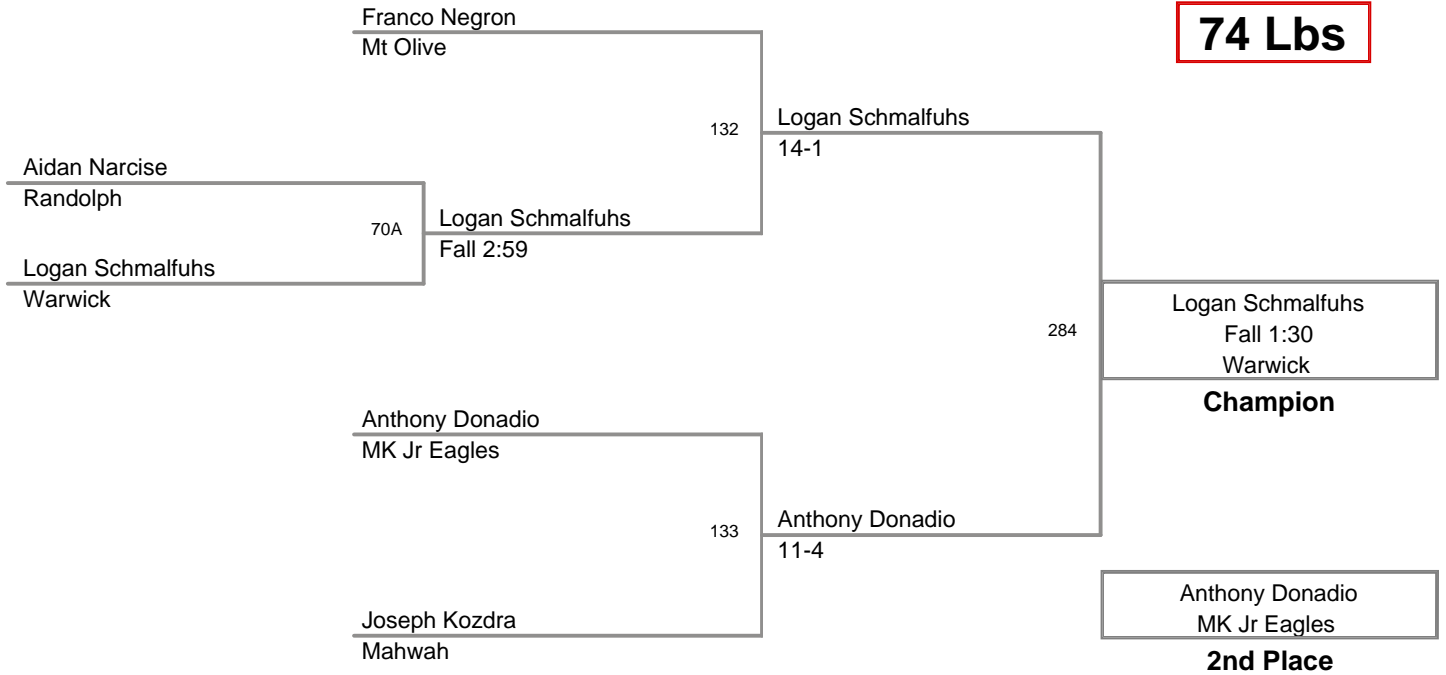 Franco Negron
Mt Olive
74 Lbs
132
Logan Schmalfuhs
14-1
Aidan Narcise
Randolph
70A
Logan Schmalfuhs
Fall 2:59
Logan Schmalfuhs
Warwick
284
Logan Schmalfuhs
Fall 1:30
Warwick
Champion
Anthony Donadio
MK Jr Eagles
133
Anthony Donadio
11-4
Joseph Kozdra
Mahwah
Anthony Donadio
MK Jr Eagles
2nd Place